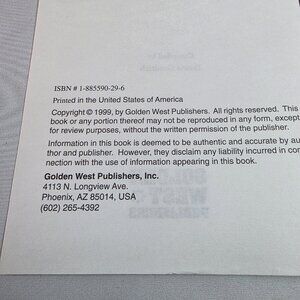 ISBN # 1-885590-29-6
Printed in the United States of America
Copyright © 1999, by Golden West Publishers. All rights reserved. This
book or any portion thereof may not be reproduced in any form, except
for review purposes, without the written permission of the publisher.
Information in this book is deemed to be authentic and accurate by au-
thor and publisher. However, they disclaim any liability incurred in con-
nection with the use of information appearing in this book.
Golden West Publishers, Inc.
4113 N. Longview Ave.
Phoenix, AZ 85014, USA
(602) 265-4392